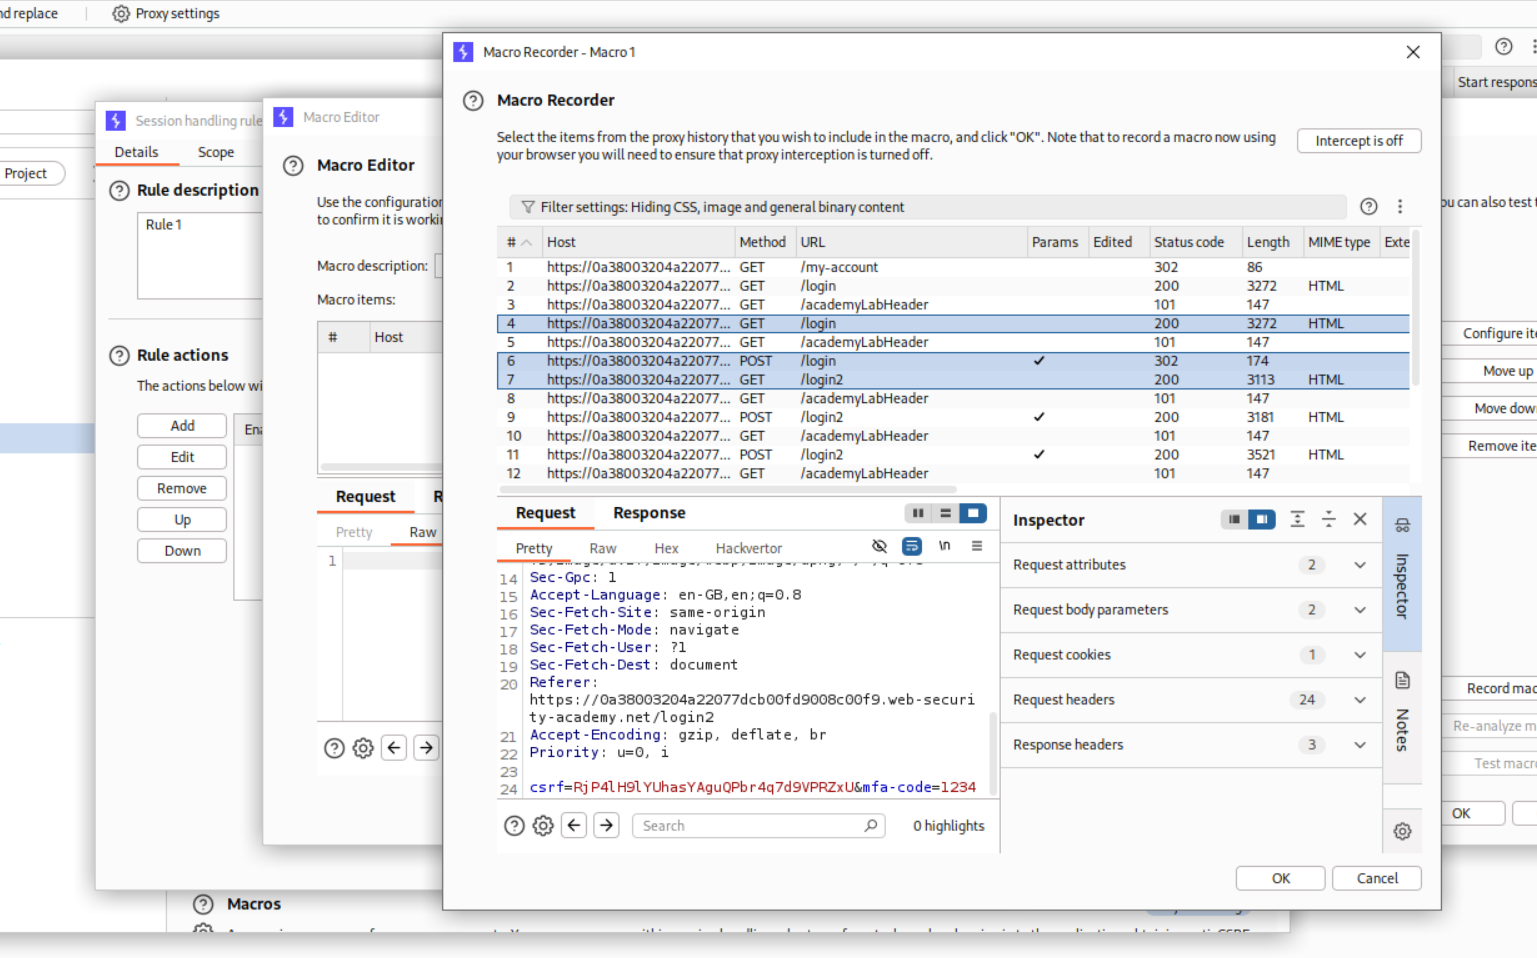 nd replace
Proxy settings
Start respons
Project
Session handling rule
Details
Scope
Rule description
Rule 1
Rule actions
The actions below wi
Add
Edit
Remove
Up
Down
Ena
Macro Editor
Macro Editor
Use the configuration
to confirm it is workin
Macro description:
Macro items:
# Host
Request R
Pretty Raw
1
Macro Recorder - Macro 1
Macro Recorder
Select the items from the proxy history that you wish to include in the macro, and click "OK". Note that to record a macro now using
your browser you will need to ensure that proxy interception is turned off.
Intercept is off
Filter settings: Hiding CSS, image and general binary content
# Host Method URL Params Edited Status code Length MIME type Exte
1 https://0a38003204a22077... GET /my-account 302 86
2 https://0a38003204a22077... GET /login 200 3272 HTML
3 https://0a38003204a22077... GET /academyLabHeader 101 147
4 https://0a38003204a22077... GET /login 200 3272 HTML
5 https://0a38003204a22077... GET /academyLabHeader 101 147
6 https://0a38003204a22077... POST /login ✓ 302 174
7 https://0a38003204a22077... GET /login2 200 3113 HTML
8 https://0a38003204a22077... GET /academyLabHeader 101 147
9 https://0a38003204a22077... POST /login2 ✓ 200 3181 HTML
10 https://0a38003204a22077... GET /academyLabHeader 101 147
11 https://0a38003204a22077... POST /login2 ✓ 200 3521 HTML
12 https://0a38003204a22077... GET /academyLabHeader 101 147
Request Response
Pretty Raw Hex Hackvertor \n
14 Sec-Gpc: 1
15 Accept-Language: en-GB,en;q=0.8
16 Sec-Fetch-Site: same-origin
17 Sec-Fetch-Mode: navigate
18 Sec-Fetch-User: ?1
19 Sec-Fetch-Dest: document
20 Referer:
https://0a38003204a22077dcb00fd9008c00f9.web-securi
ty-academy.net/login2
21 Accept-Encoding: gzip, deflate, br
22 Priority: u=0, i
23
24 csrf=RjP4lH9lYUhasYAguQPbr4q7d9VPRZxU&mfa-code=1234
Search
0 highlights
Inspector
Request attributes 2
Request body parameters 2
Request cookies 1
Request headers 24
Response headers 3
Inspector
Notes
OK
Cancel
ou can also test t
Configure ite
Move up
Move dow
Remove ite
Record mac
Re-analyze m
Test macr
OK
Macros